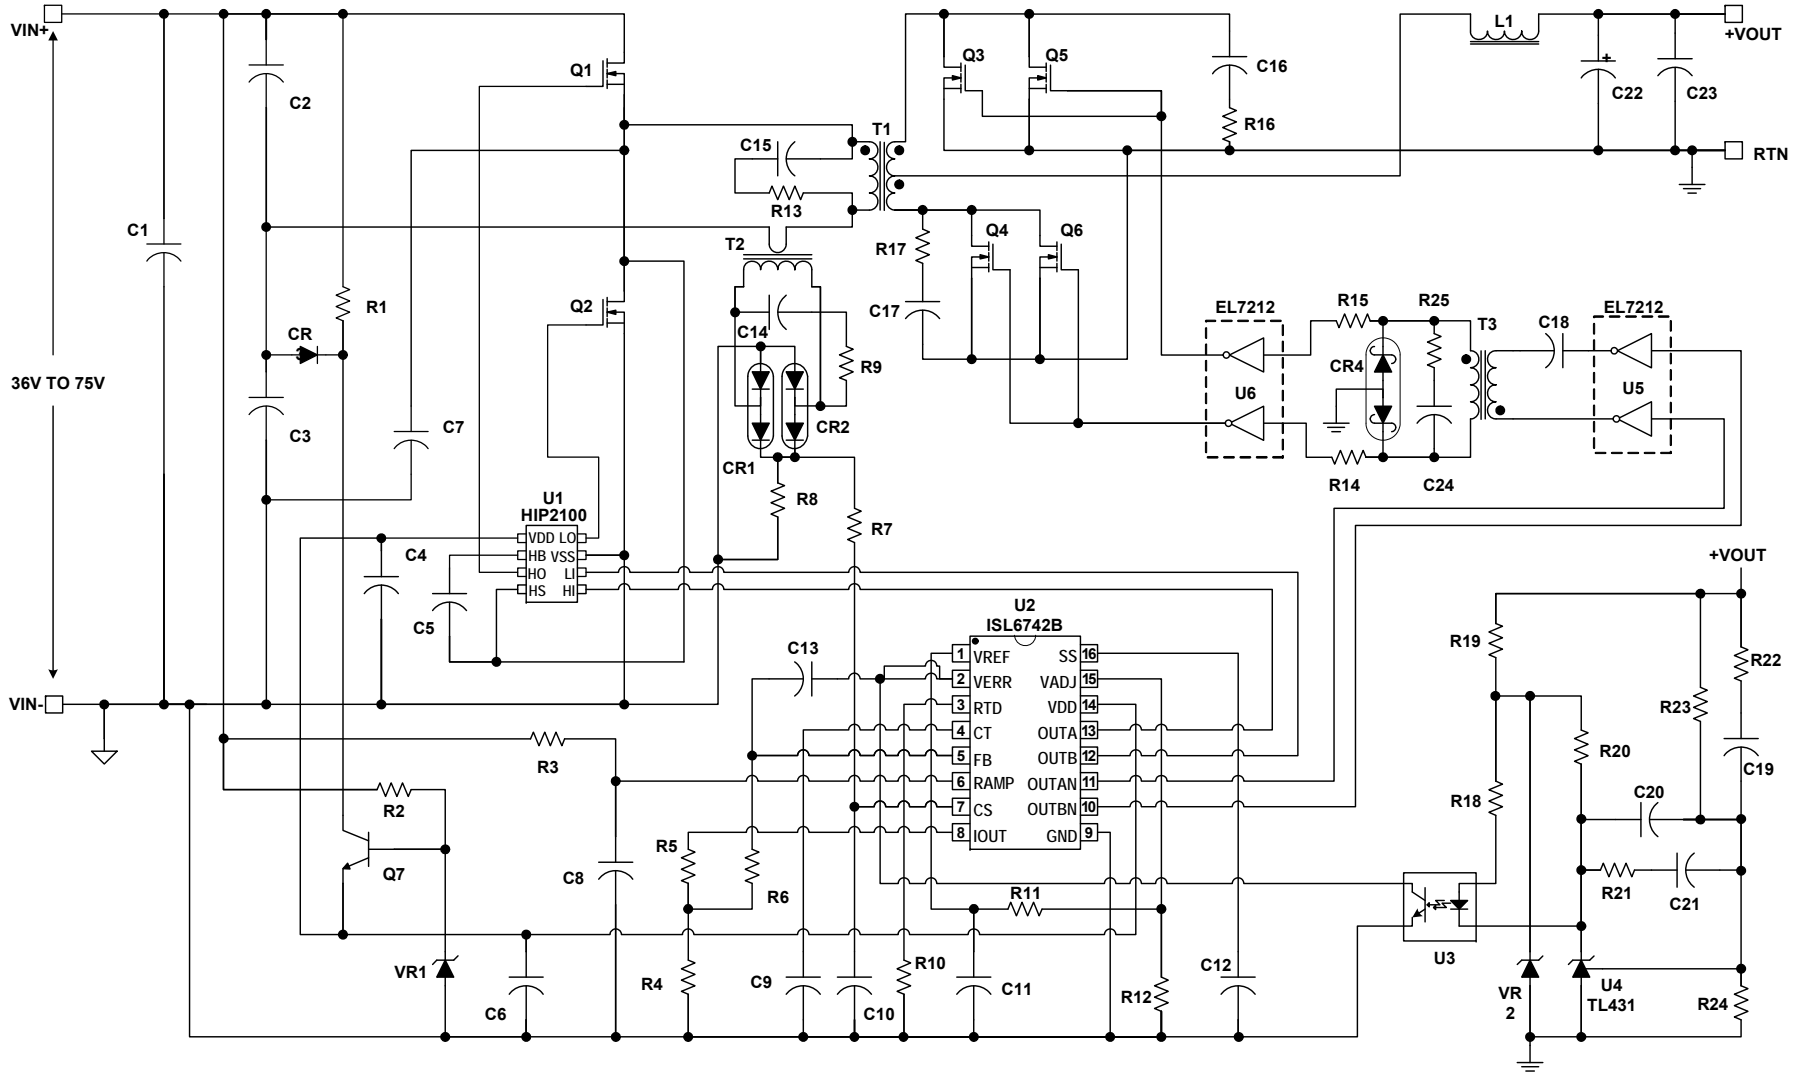 VIN+
+VOUT
RTN
36V TO 75V
VIN-
C1
C2
C3
CR
R1
C7
Q1
Q2
C15
R13
T1
T2
C14
R9
CR1
CR2
R8
R7
Q3
Q5
C16
R16
L1
C22
+
C23
R17
C17
Q4
Q6
EL7212
U6
R15
R25
R14
CR4
C24
T3
C18
EL7212
U5
U1
HIP2100
VDD LO
HB VSS
HO LI
HS HI
C4
C5
U2
ISL6742B
1 VREF SS 16
2 VERR VADJ 15
3 RTD VDD 14
4 CT OUTA 13
5 FB OUTB 12
6 RAMP OUTAN 11
7 CS OUTBN 10
8 IOUT GND 9
C13
R3
R2
Q7
VR1
C6
C8
R5
R6
R4
C9
C10
R10
C11
R11
R12
C12
U3
+VOUT
R19
R18
R20
R23
R22
C19
C20
R21
C21
VR
2
U4
TL431
R24